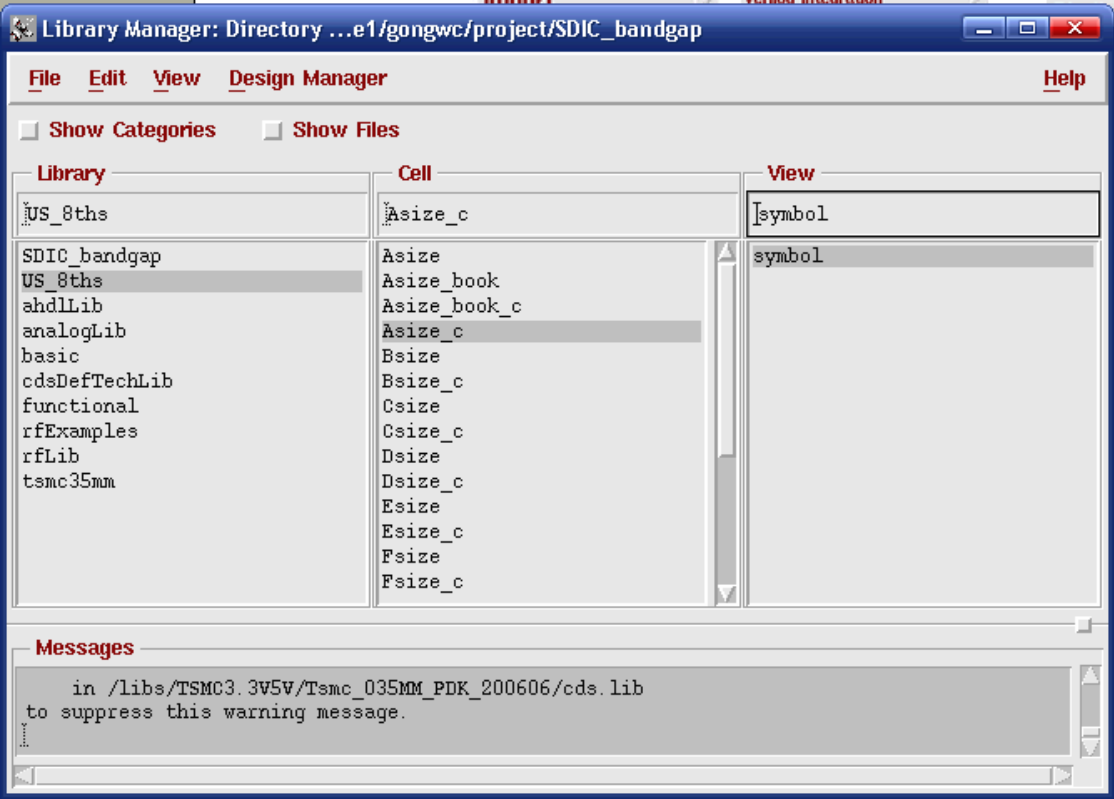 Library Manager: Directory ...e1/gongwc/project/SDIC_bandgap
File Edit View Design Manager Help
Show Categories Show Files
Library
US_8ths
SDIC_bandgap
US_8ths
ahdlLib
analogLib
basic
cdsDefTechLib
functional
rfExamples
rfLib
tsmc35mm
Cell
Asize_c
Asize
Asize_book
Asize_book_c
Asize_c
Bsize
Bsize_c
Csize
Csize_c
Dsize
Dsize_c
Esize
Esize_c
Fsize
Fsize_c
View
symbol
symbol
Messages
in /libs/TSMC3.3V5V/Tsmc_035MM_PDK_200606/cds.lib
to suppress this warning message.